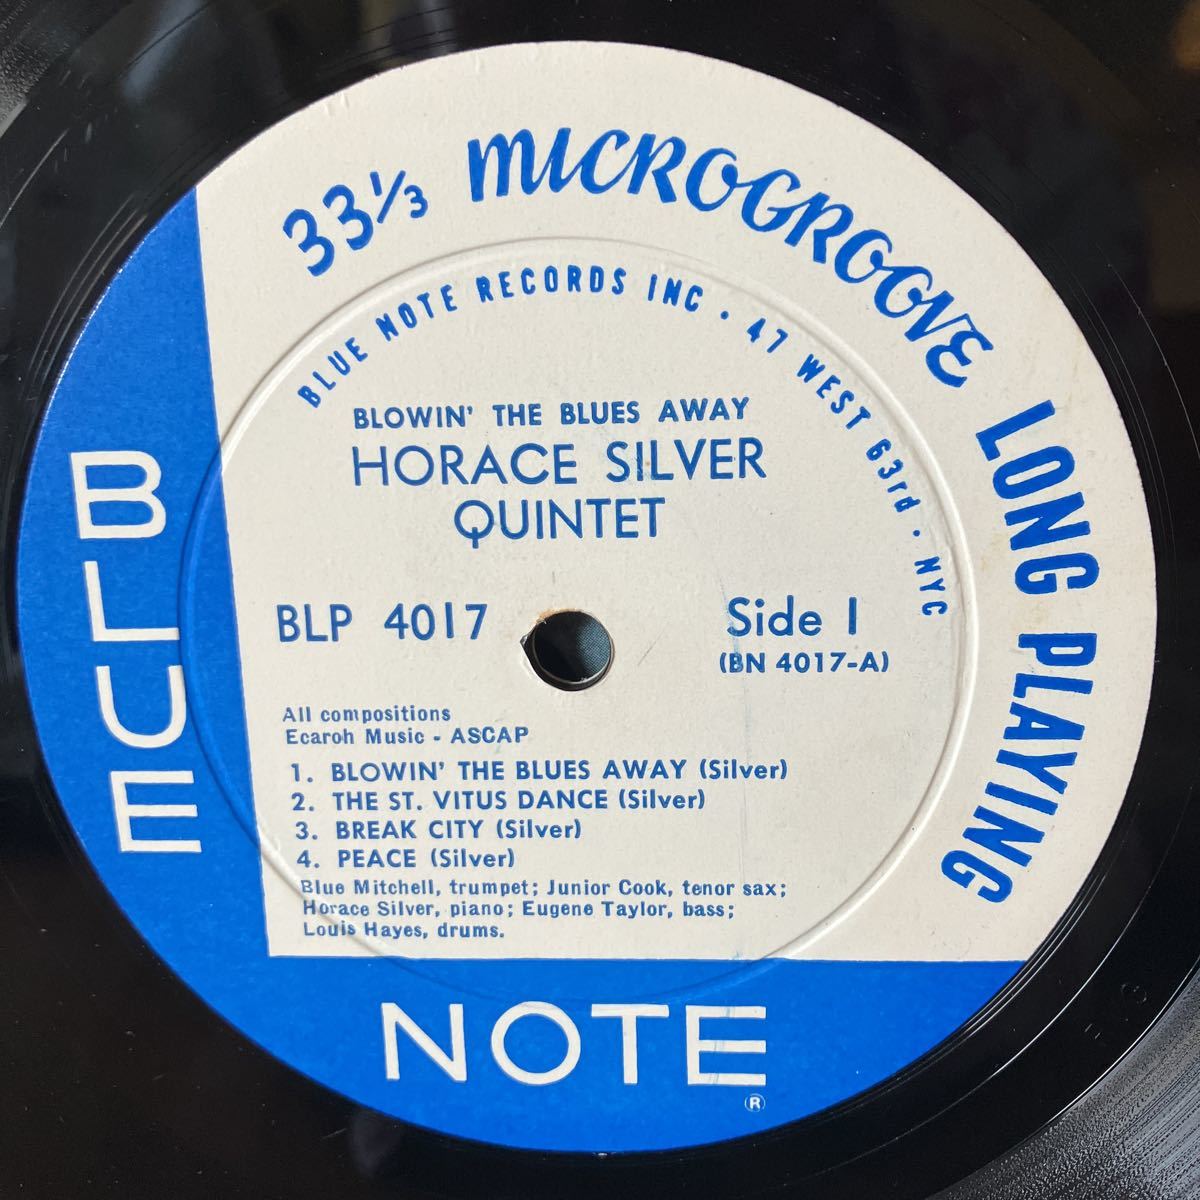 33⅓ MICROGROOVE LONG PLAYING
BLUE NOTE RECORDS INC · 47 WEST 63rd · NYC
BLOWIN' THE BLUES AWAY
HORACE SILVER
QUINTET
BLP 4017
Side 1
(BN 4017-A)
All compositions
Ecaroh Music - ASCAP
1. BLOWIN' THE BLUES AWAY (Silver)
2. THE ST. VITUS DANCE (Silver)
3. BREAK CITY (Silver)
4. PEACE (Silver)
Blue Mitchell, trumpet; Junior Cook, tenor sax;
Horace Silver, piano; Eugene Taylor, bass;
Louis Hayes, drums.
BLUE
NOTE ®